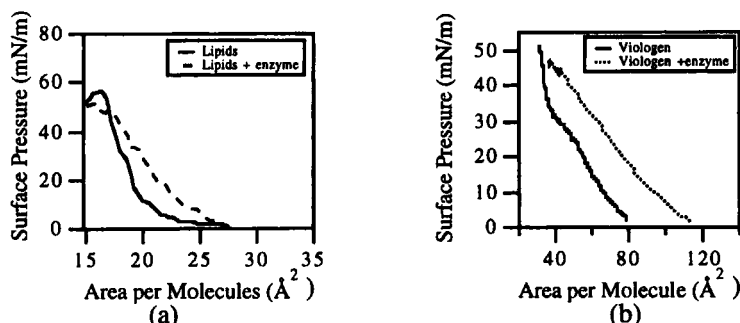 Surface Pressure (mN/m)
80
60
40
20
0
Lipids
Lipids + enzyme
15
20
25
30
35
Area per Molecules (Å²)
(a)
Surface Pressure (mN/m)
50
40
30
20
10
0
Viologen
Viologen +enzyme
40
80
120
Area per Molecule (Å²)
(b)